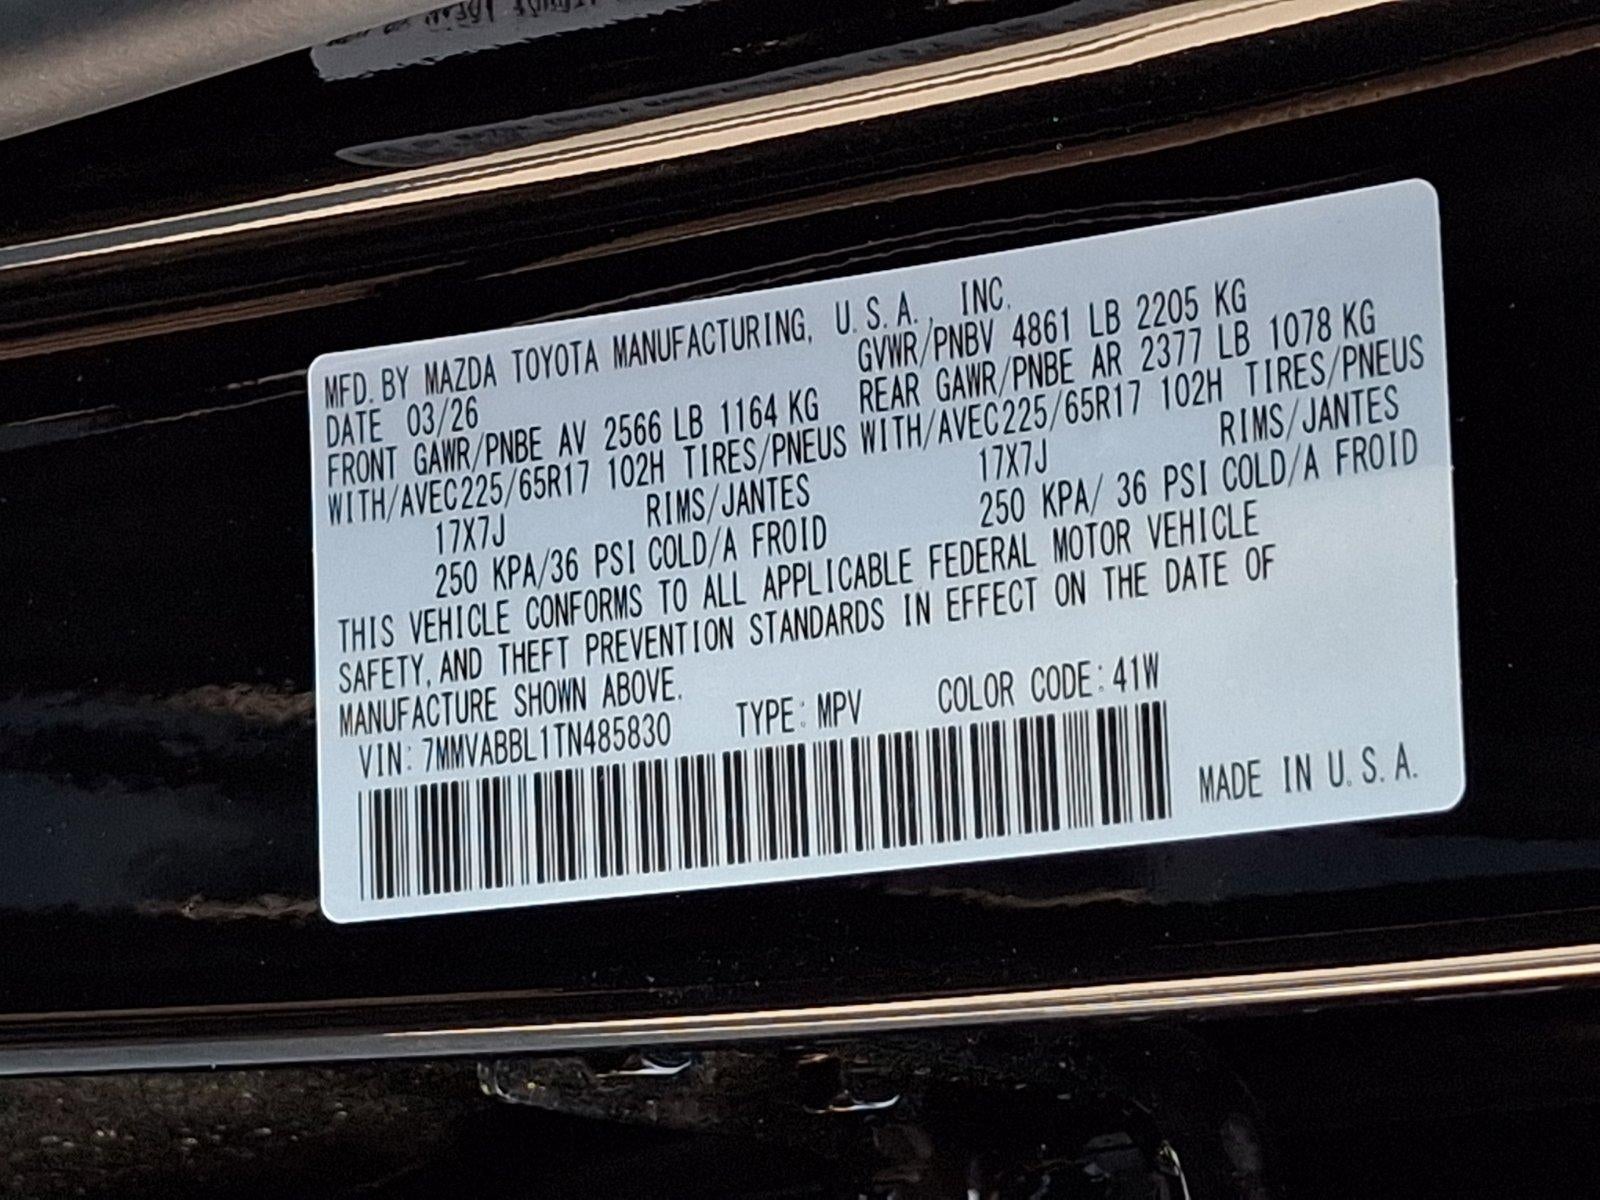 MFD. BY MAZDA TOYOTA MANUFACTURING, U.S.A., INC.
DATE 03/26 GVWR/PNBV 4861 LB 2205 KG
FRONT GAWR/PNBE AV 2566 LB 1164 KG REAR GAWR/PNBE AR 2377 LB 1078 KG
WITH/AVEC 225/65R17 102H TIRES/PNEUS WITH/AVEC 225/65R17 102H TIRES/PNEUS
17X7J RIMS/JANTES 17X7J RIMS/JANTES
250 KPA/36 PSI COLD/A FROID 250 KPA/ 36 PSI COLD/A FROID
THIS VEHICLE CONFORMS TO ALL APPLICABLE FEDERAL MOTOR VEHICLE
SAFETY, AND THEFT PREVENTION STANDARDS IN EFFECT ON THE DATE OF
MANUFACTURE SHOWN ABOVE.
VIN: 7MMVABBL1TN485830 TYPE: MPV COLOR CODE: 41W
MADE IN U.S.A.